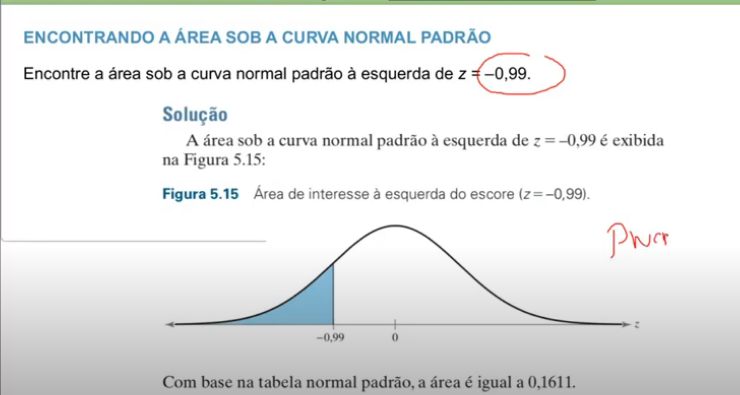 ENCONTRANDO A ÁREA SOB A CURVA NORMAL PADRÃO
Encontre a área sob a curva normal padrão à esquerda de z = −0,99.
Solução
A área sob a curva normal padrão à esquerda de z = −0,99 é exibida
na Figura 5.15:
Figura 5.15 Área de interesse à esquerda do escore (z = −0,99).
−0,99 0 z
Com base na tabela normal padrão, a área é igual a 0,1611.